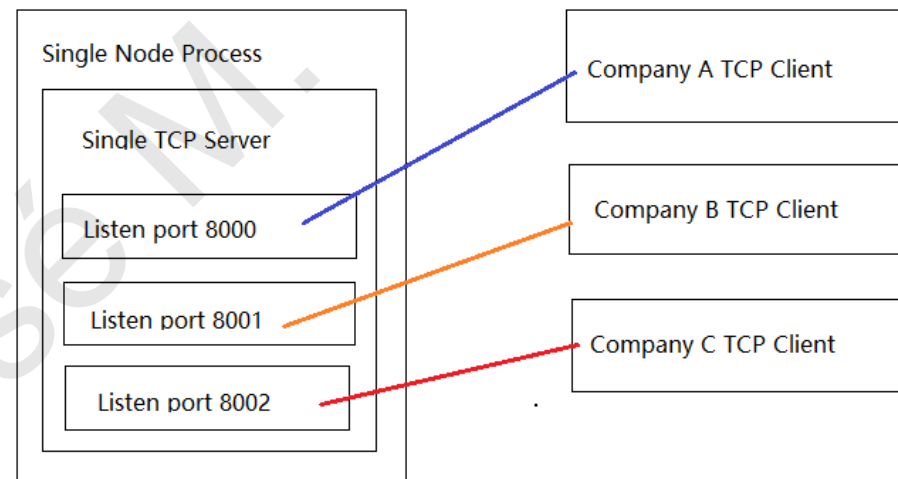 Single Node Process
Single TCP Server
Listen port 8000
Listen port 8001
Listen port 8002
Company A TCP Client
Company B TCP Client
Company C TCP Client
sé M.